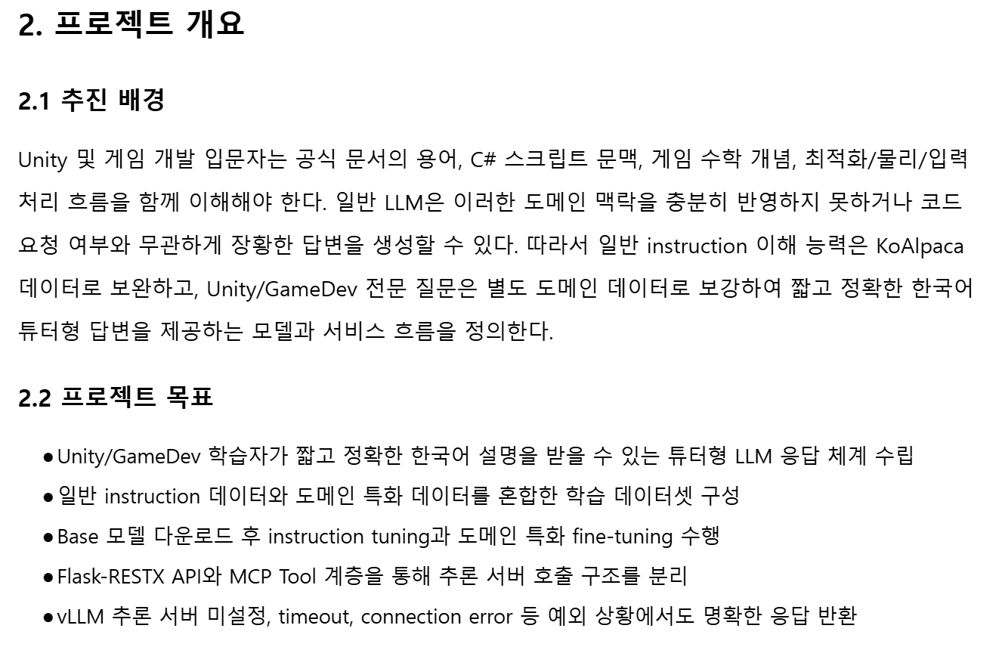 2. 프로젝트 개요
2.1 추진 배경
Unity 및 게임 개발 입문자는 공식 문서의 용어, C# 스크립트 문맥, 게임 수학 개념, 최적화/물리/입력
처리 흐름을 함께 이해해야 한다. 일반 LLM은 이러한 도메인 맥락을 충분히 반영하지 못하거나 코드
요청 여부와 무관하게 장황한 답변을 생성할 수 있다. 따라서 일반 instruction 이해 능력은 KoAlpaca
데이터로 보완하고, Unity/GameDev 전문 질문은 별도 도메인 데이터로 보강하여 짧고 정확한 한국어
튜터형 답변을 제공하는 모델과 서비스 흐름을 정의한다.
2.2 프로젝트 목표
●Unity/GameDev 학습자가 짧고 정확한 한국어 설명을 받을 수 있는 튜터형 LLM 응답 체계 수립
●일반 instruction 데이터와 도메인 특화 데이터를 혼합한 학습 데이터셋 구성
●Base 모델 다운로드 후 instruction tuning과 도메인 특화 fine-tuning 수행
●Flask-RESTX API와 MCP Tool 계층을 통해 추론 서버 호출 구조를 분리
●vLLM 추론 서버 미설정, timeout, connection error 등 예외 상황에서도 명확한 응답 반환